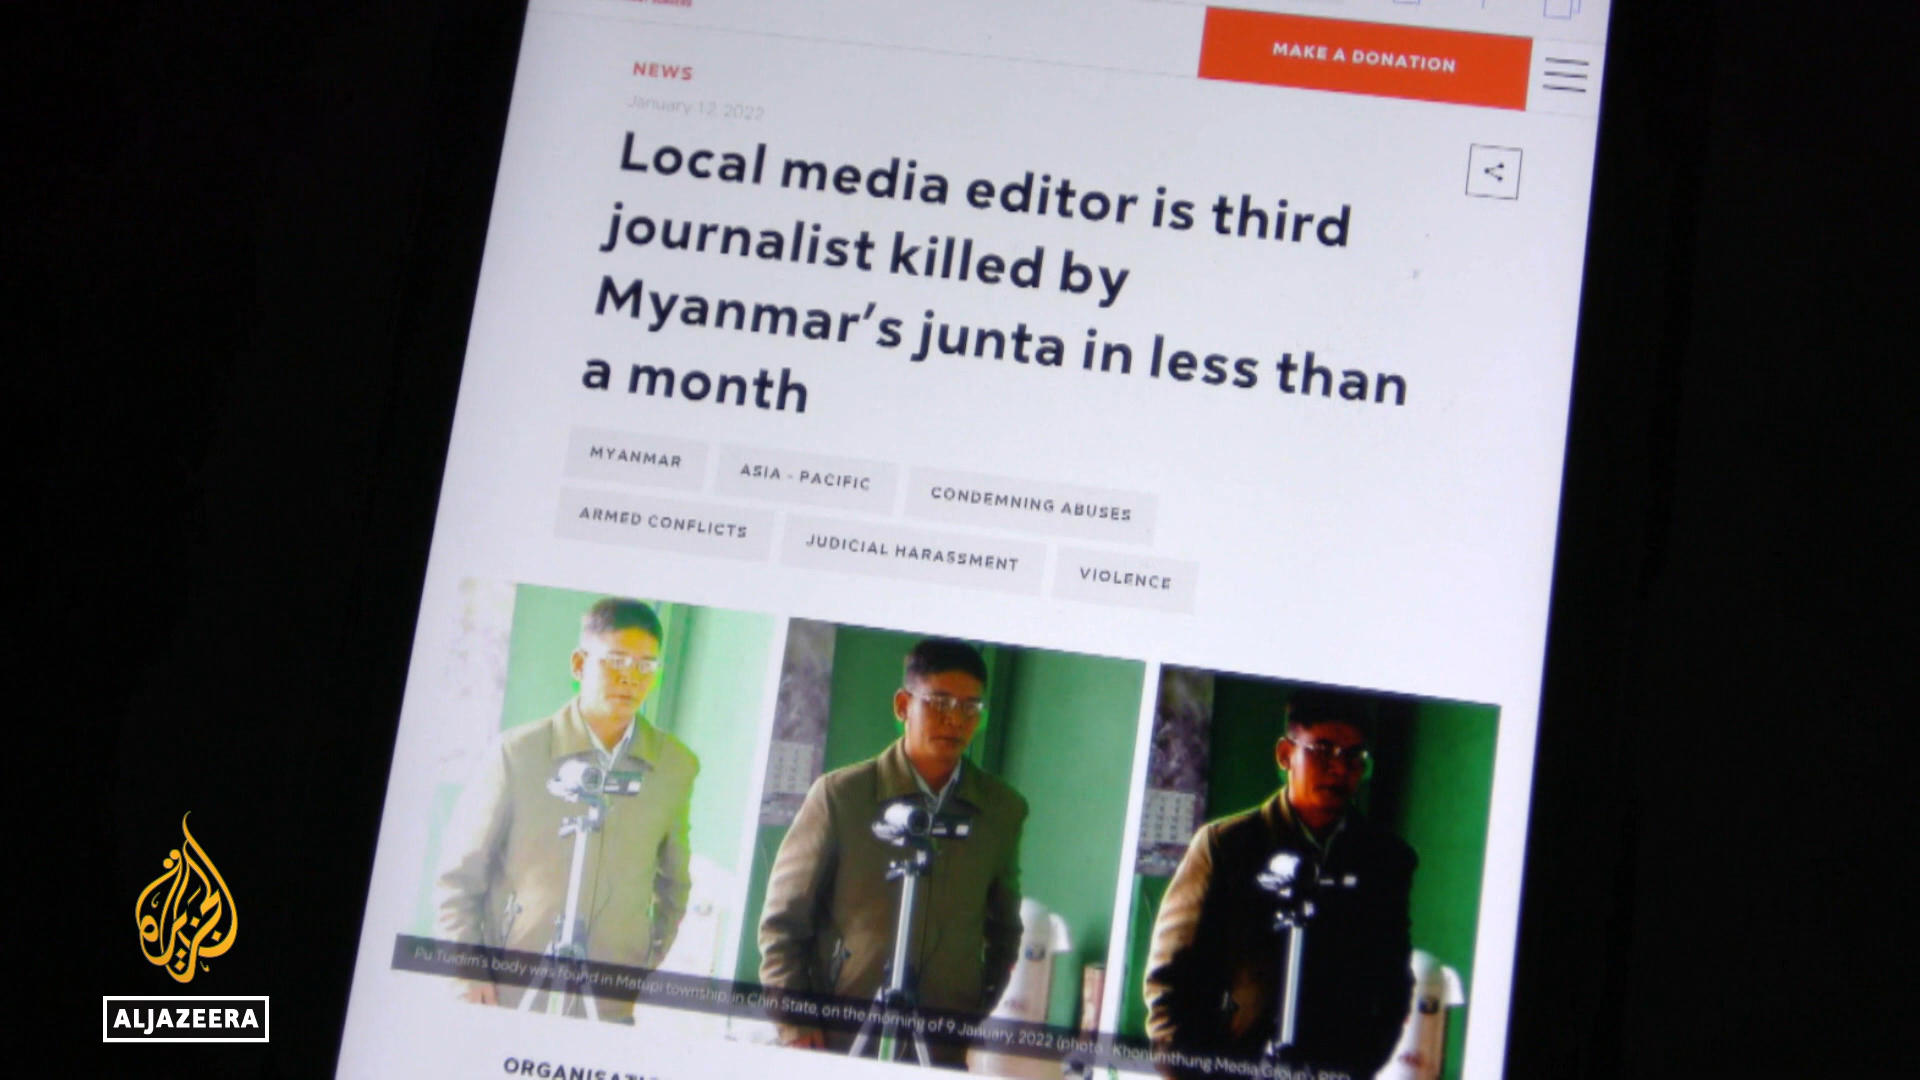 MAKE A DONATION
NEWS
January 12, 2022
Local media editor is third
journalist killed by
Myanmar's junta in less than
a month
MYANMAR
ASIA - PACIFIC
CONDEMNING ABUSES
ARMED CONFLICTS
JUDICIAL HARASSMENT
VIOLENCE
Pu Tuidim's body was found in Matupi township, in Chin State, on the morning of 9 January, 2022 (photo: Khonumthung Media Group - RSF)
الجزيرة
ALJAZEERA